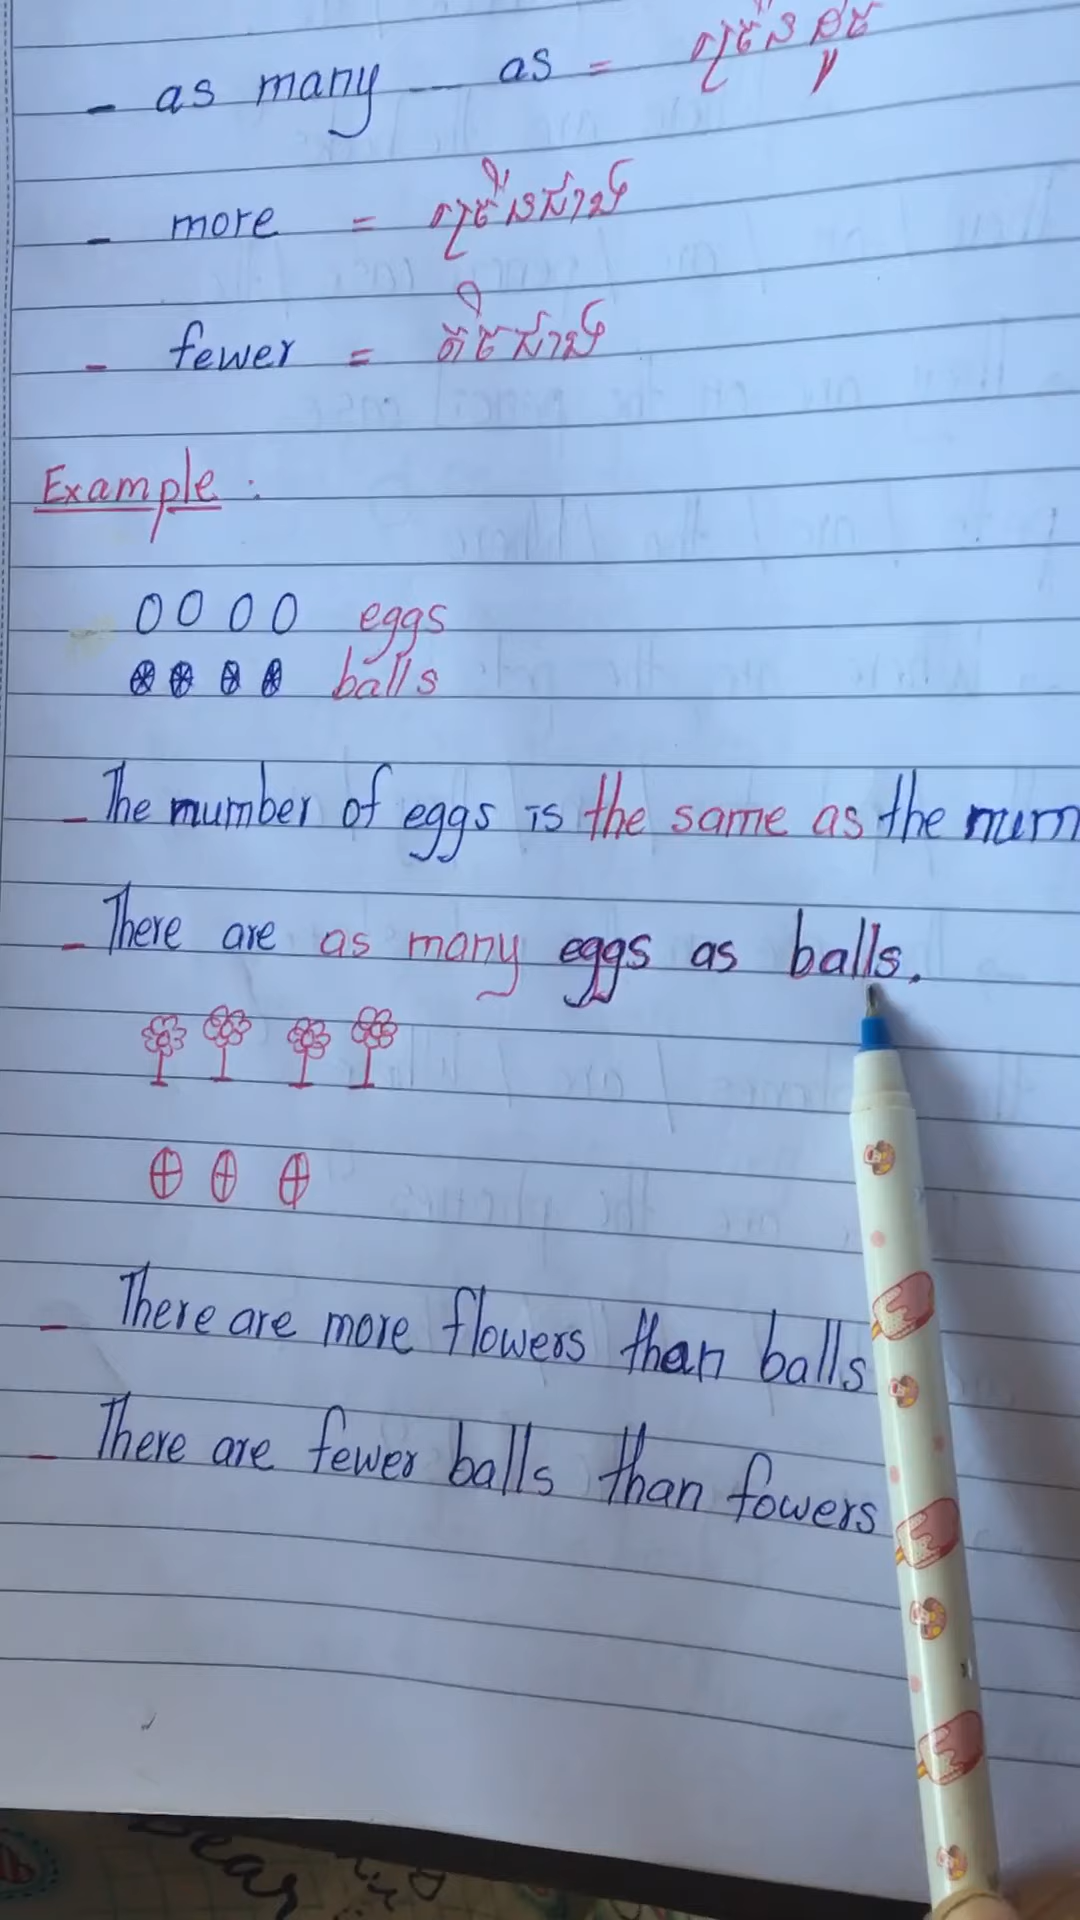 - as many ... as = ច្រើនដូច
- more = ច្រើនជាង
- fewer = តិចជាង
Example :
eggs
balls
- The number of eggs is the same as the num
- There are as many eggs as balls.
- There are more flowers than balls
- There are fewer balls than fowers